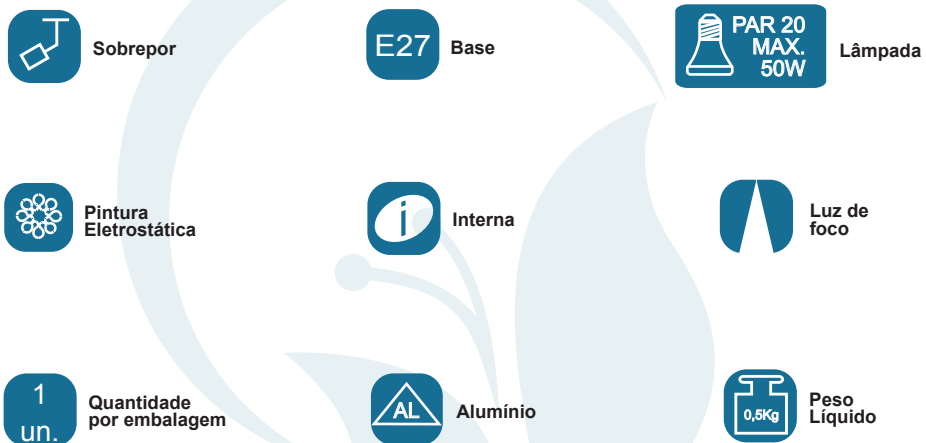 Sobrepor
E27
Base
PAR 20
MAX.
50W
Lâmpada
Pintura
Eletrostática
i
Interna
Luz de
foco
1
un.
Quantidade
por embalagem
AL
Alumínio
0,5Kg
Peso
Líquido